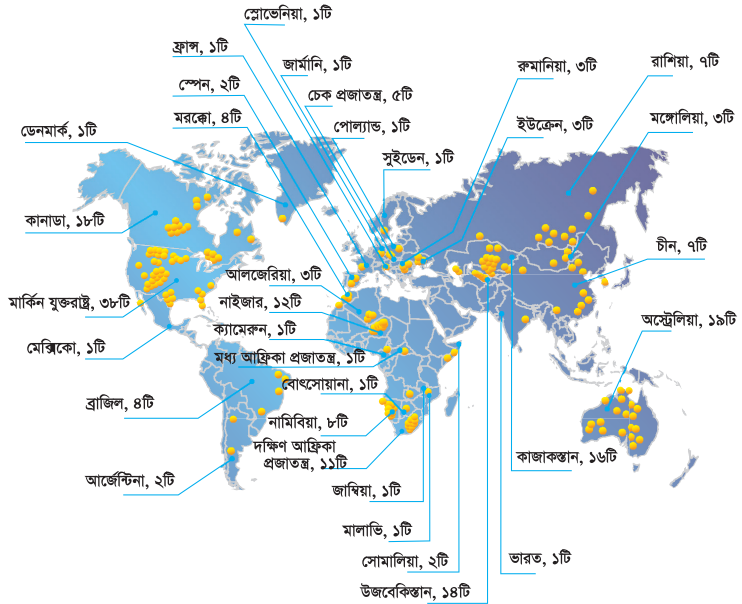 স্লোভেনিয়া, ১টি
ফ্রান্স, ১টি
জার্মানি, ১টি
রুমানিয়া, ৩টি
রাশিয়া, ৭টি
স্পেন, ২টি
চেক প্রজাতন্ত্র, ৫টি
মরক্কো, ৪টি
পোল্যান্ড, ১টি
ইউক্রেন, ৩টি
মঙ্গোলিয়া, ৩টি
ডেনমার্ক, ১টি
সুইডেন, ১টি
কানাডা, ১৮টি
চীন, ৭টি
আলজেরিয়া, ৩টি
মার্কিন যুক্তরাষ্ট্র, ৩৮টি
নাইজার, ১২টি
অস্ট্রেলিয়া, ১৯টি
ক্যামেরুন, ১টি
মেক্সিকো, ১টি
মধ্য আফ্রিকা প্রজাতন্ত্র, ১টি
বোৎসোয়ানা, ১টি
ব্রাজিল, ৪টি
নামিবিয়া, ৮টি
দক্ষিণ আফ্রিকা
প্রজাতন্ত্র, ১১টি
কাজাকস্তান, ১৬টি
আর্জেন্টিনা, ২টি
জাম্বিয়া, ১টি
মালাভি, ১টি
সোমালিয়া, ২টি
ভারত, ১টি
উজবেকিস্তান, ১৪টি